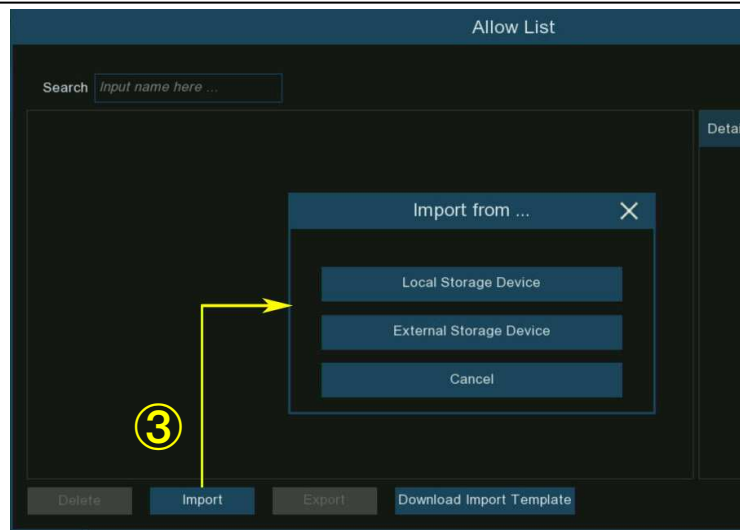 Allow List
Search Input name here ...
Detai
Import from ...
Local Storage Device
External Storage Device
Cancel
③
Delete Import Export Download Import Template